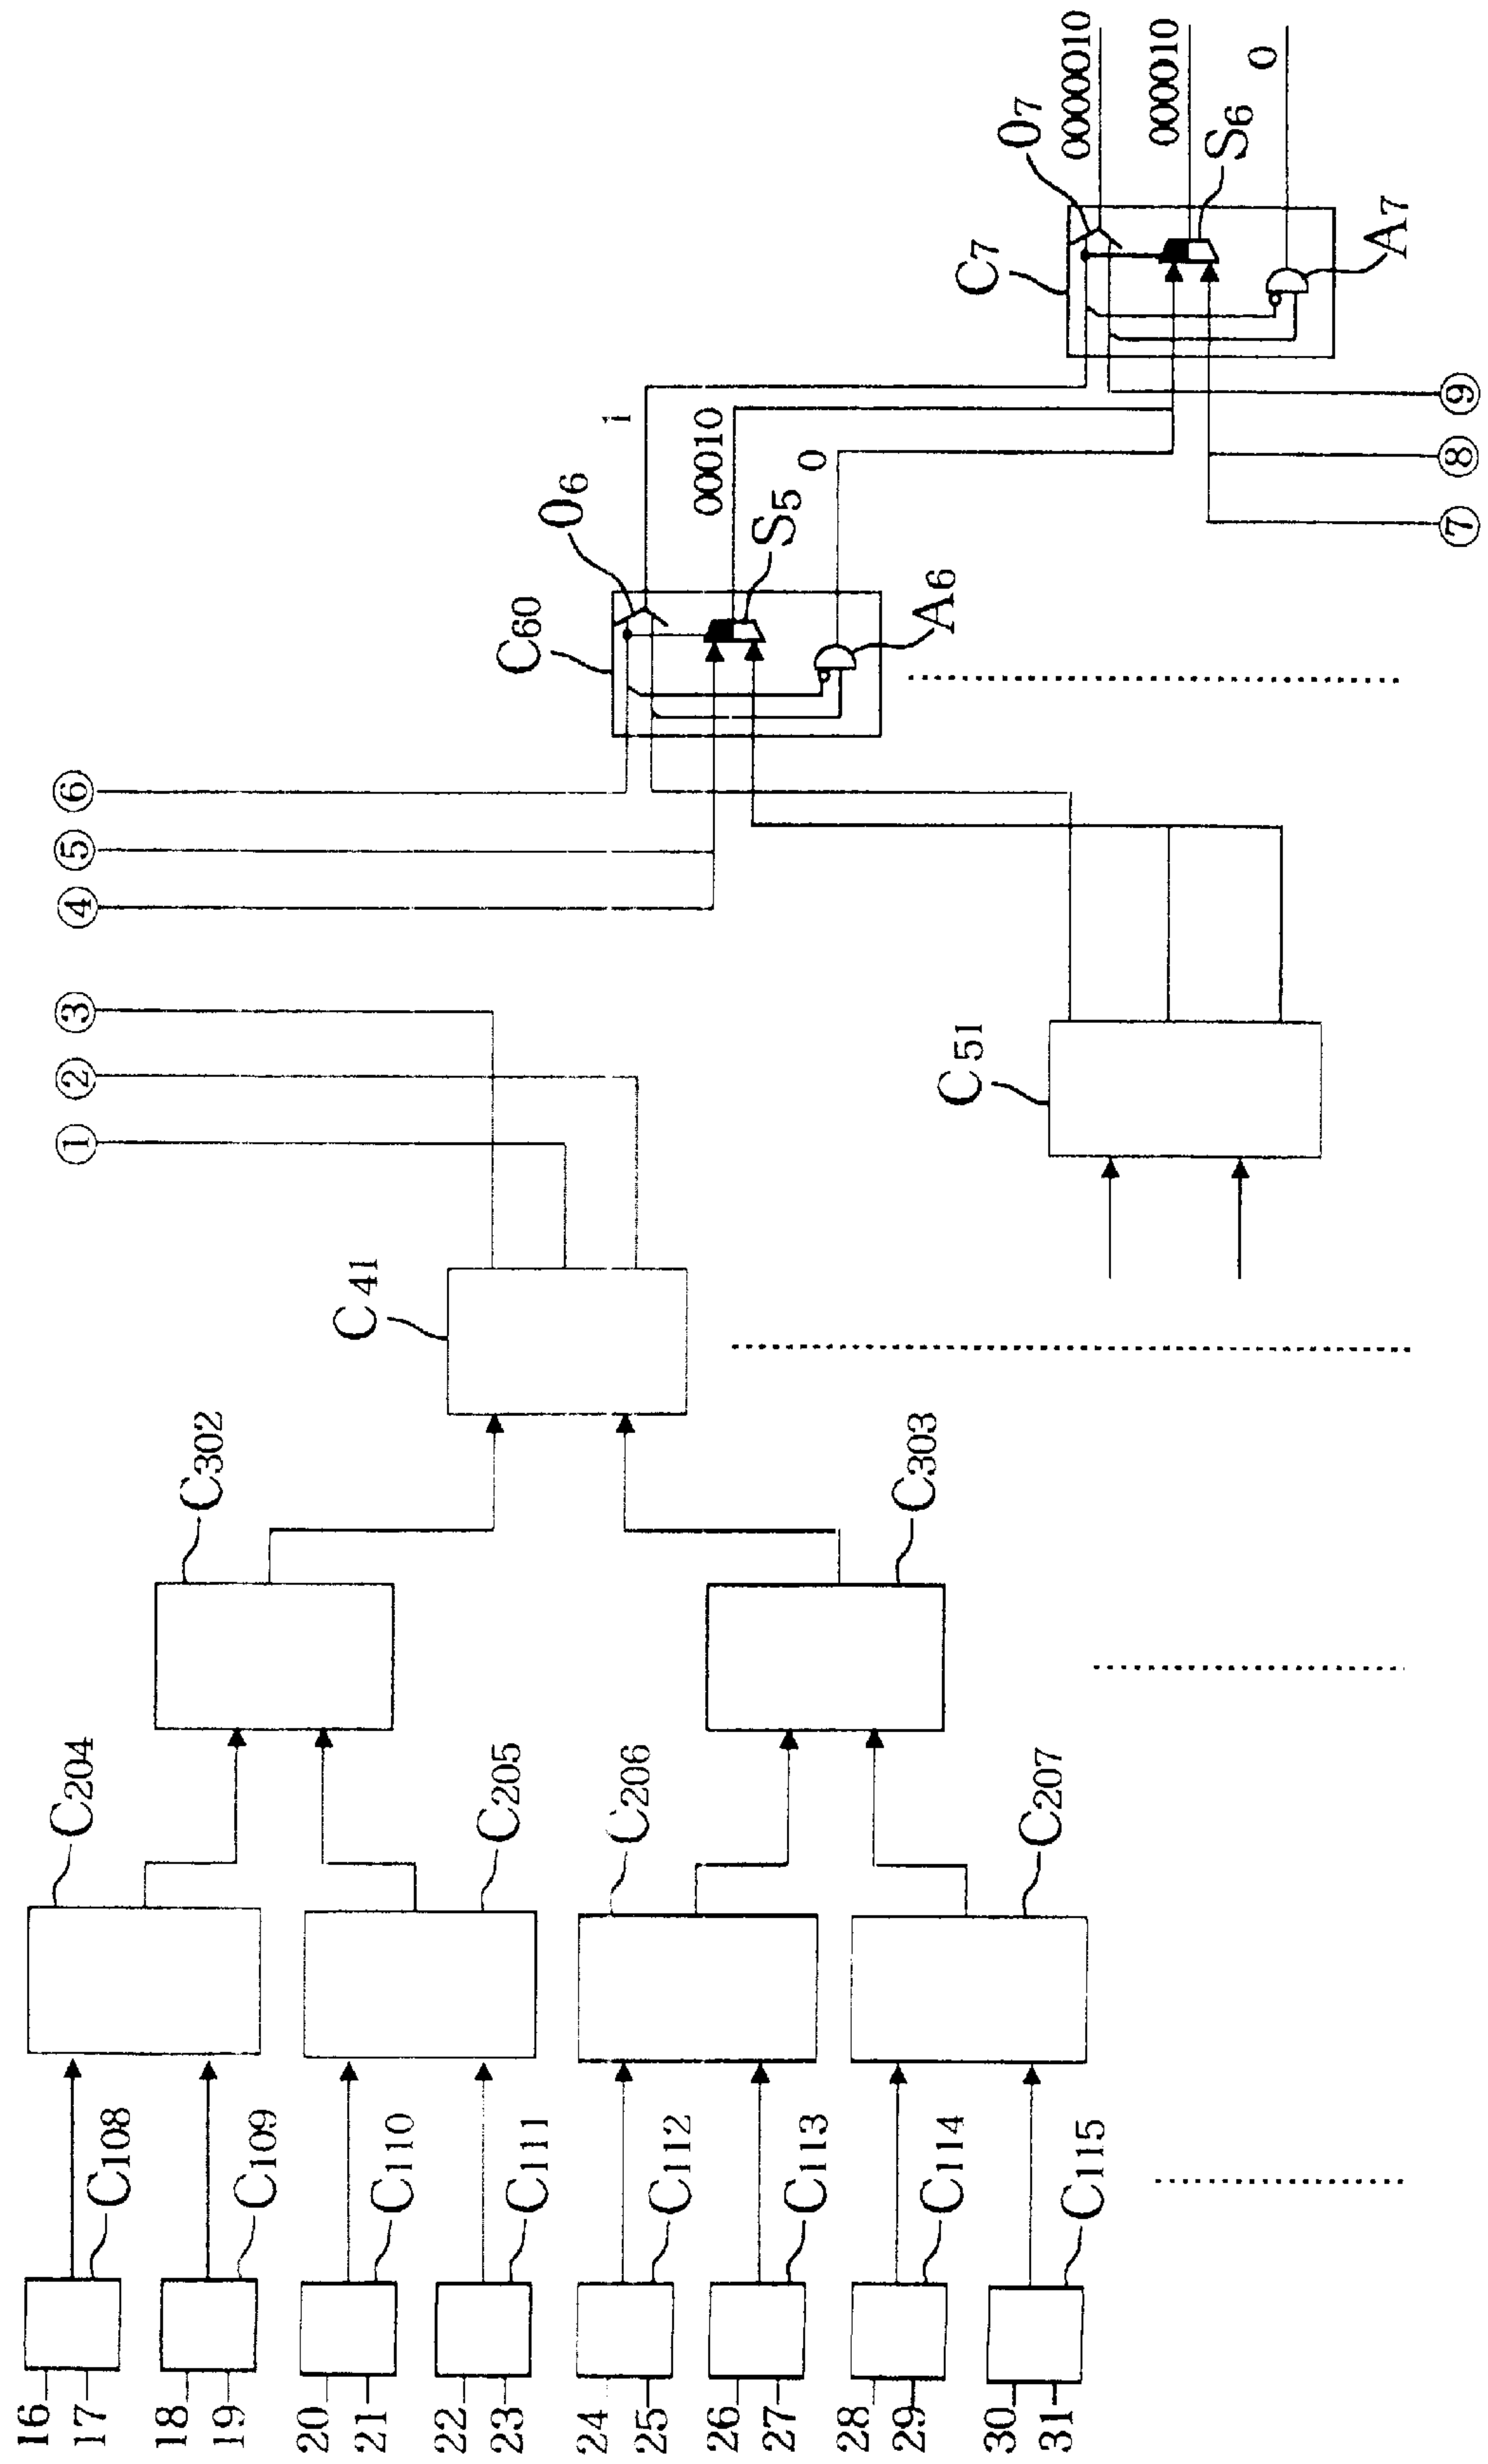 16
17
18
19
20
21
22
23
24
25
26
27
28
29
30
31
C108
C109
C110
C111
C112
C113
C114
C115
C204
C205
C206
C207
C302
C303
C41
①
②
③
④
⑤
⑥
C51
C60
O6
S5
A6
1
00010
0
⑦
⑧
⑨
C7
O7
S6
A7
0000010
000010
0